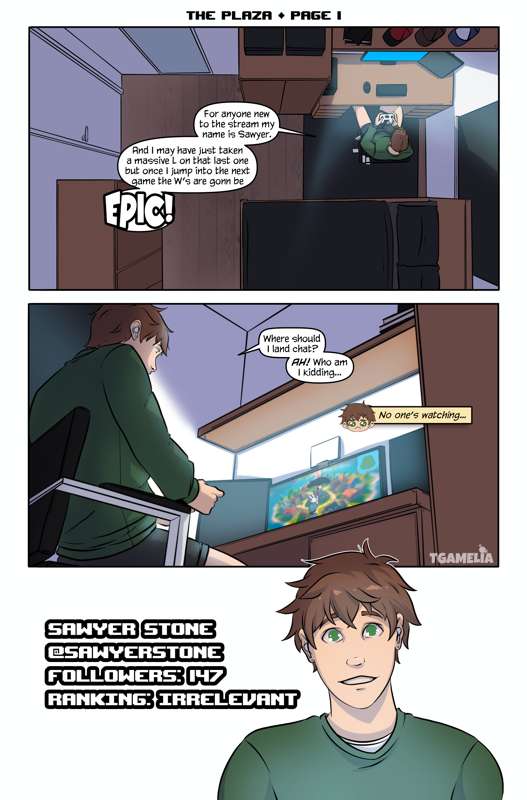 THE PLAZA ♦ PAGE 1
For anyone new
to the stream my
name is Sawyer.
And I may have just taken
a massive L on that last one
but once I jump into the next
game the W's are gonn be
EPIC!
Where should
I land chat?
AH! Who am
I kidding...
No one's watching...
TGAMELIA
SAWYER STONE
@SAWYERSTONE
FOLLOWERS: 147
RANKING: IRRELEVANT